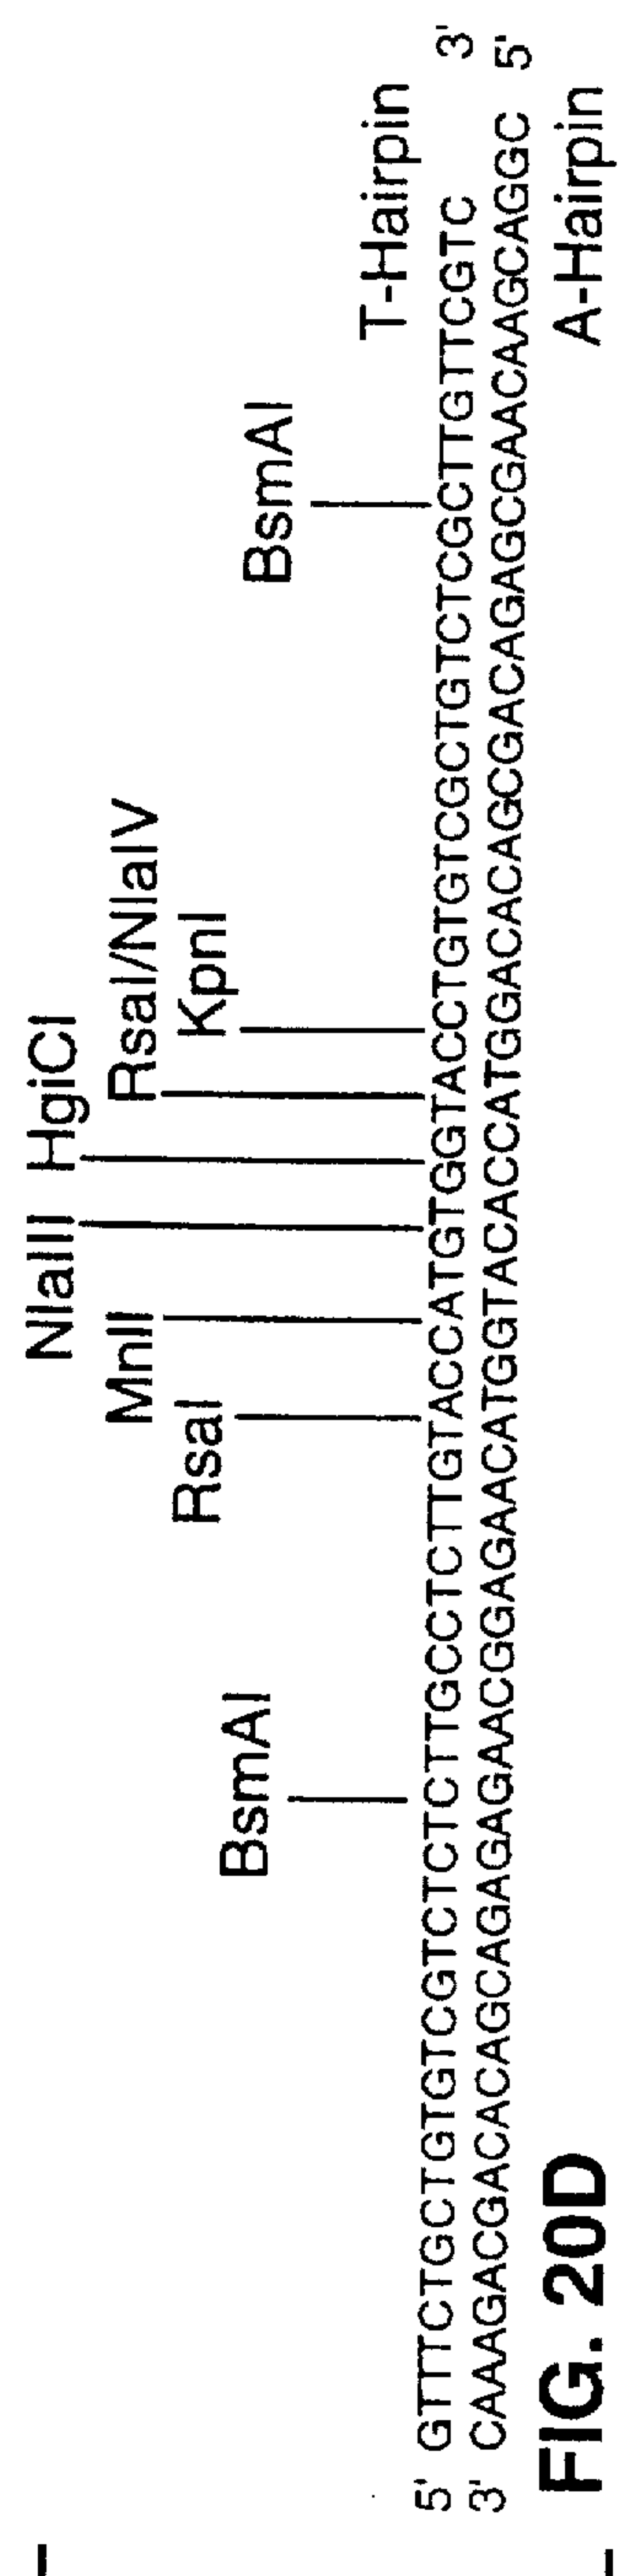 NlaIII HgiCI
MnlI RsaI/NlaIV
RsaI KpnI
BsmAI BsmAI
T-Hairpin
5' GTTTCTGCTGTGTCGTCTCTCTTGCCTCTTGTACCATGTGGTACCTGTGTCGCTGTCTCGCTTGTTCGTC 3'
3' CAAAGACGACACAGCAGAGAGAACGGAGAACATGGTACACCATGGACACAGCGACAGAGCGAACAAGCAGGC 5'
A-Hairpin
FIG. 20D